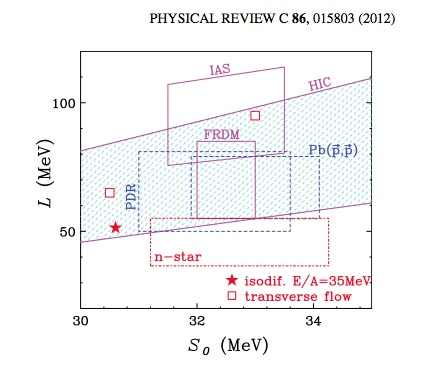 PHYSICAL REVIEW C 86, 015803 (2012)
IAS
HIC
100
FRDM
Pb(p⃗,p⃗)
PDR
L (MeV)
50
n-star
isodif. E/A=35MeV
transverse flow
30
32
34
S₀ (MeV)